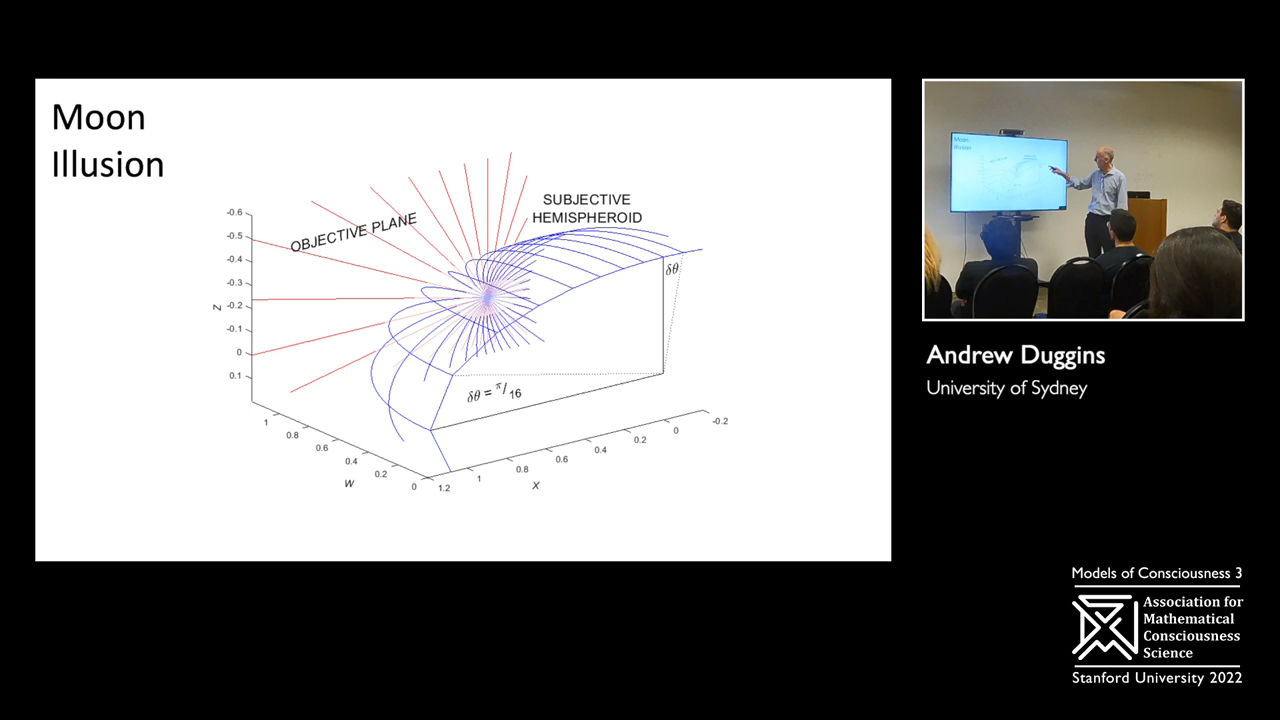 Moon
Illusion
OBJECTIVE PLANE
SUBJECTIVE
HEMISPHEROID
-0.6
-0.5
-0.4
-0.3
-0.2
-0.1
0
0.1
Z
δθ
δθ = π/16
1
0.8
0.6
0.4
0.2
0
W
1.2
1
0.8
0.6
0.4
0.2
0
-0.2
X
Moon
Illusion
Andrew Duggins
University of Sydney
Models of Consciousness 3
Association for
Mathematical
Consciousness
Science
Stanford University 2022